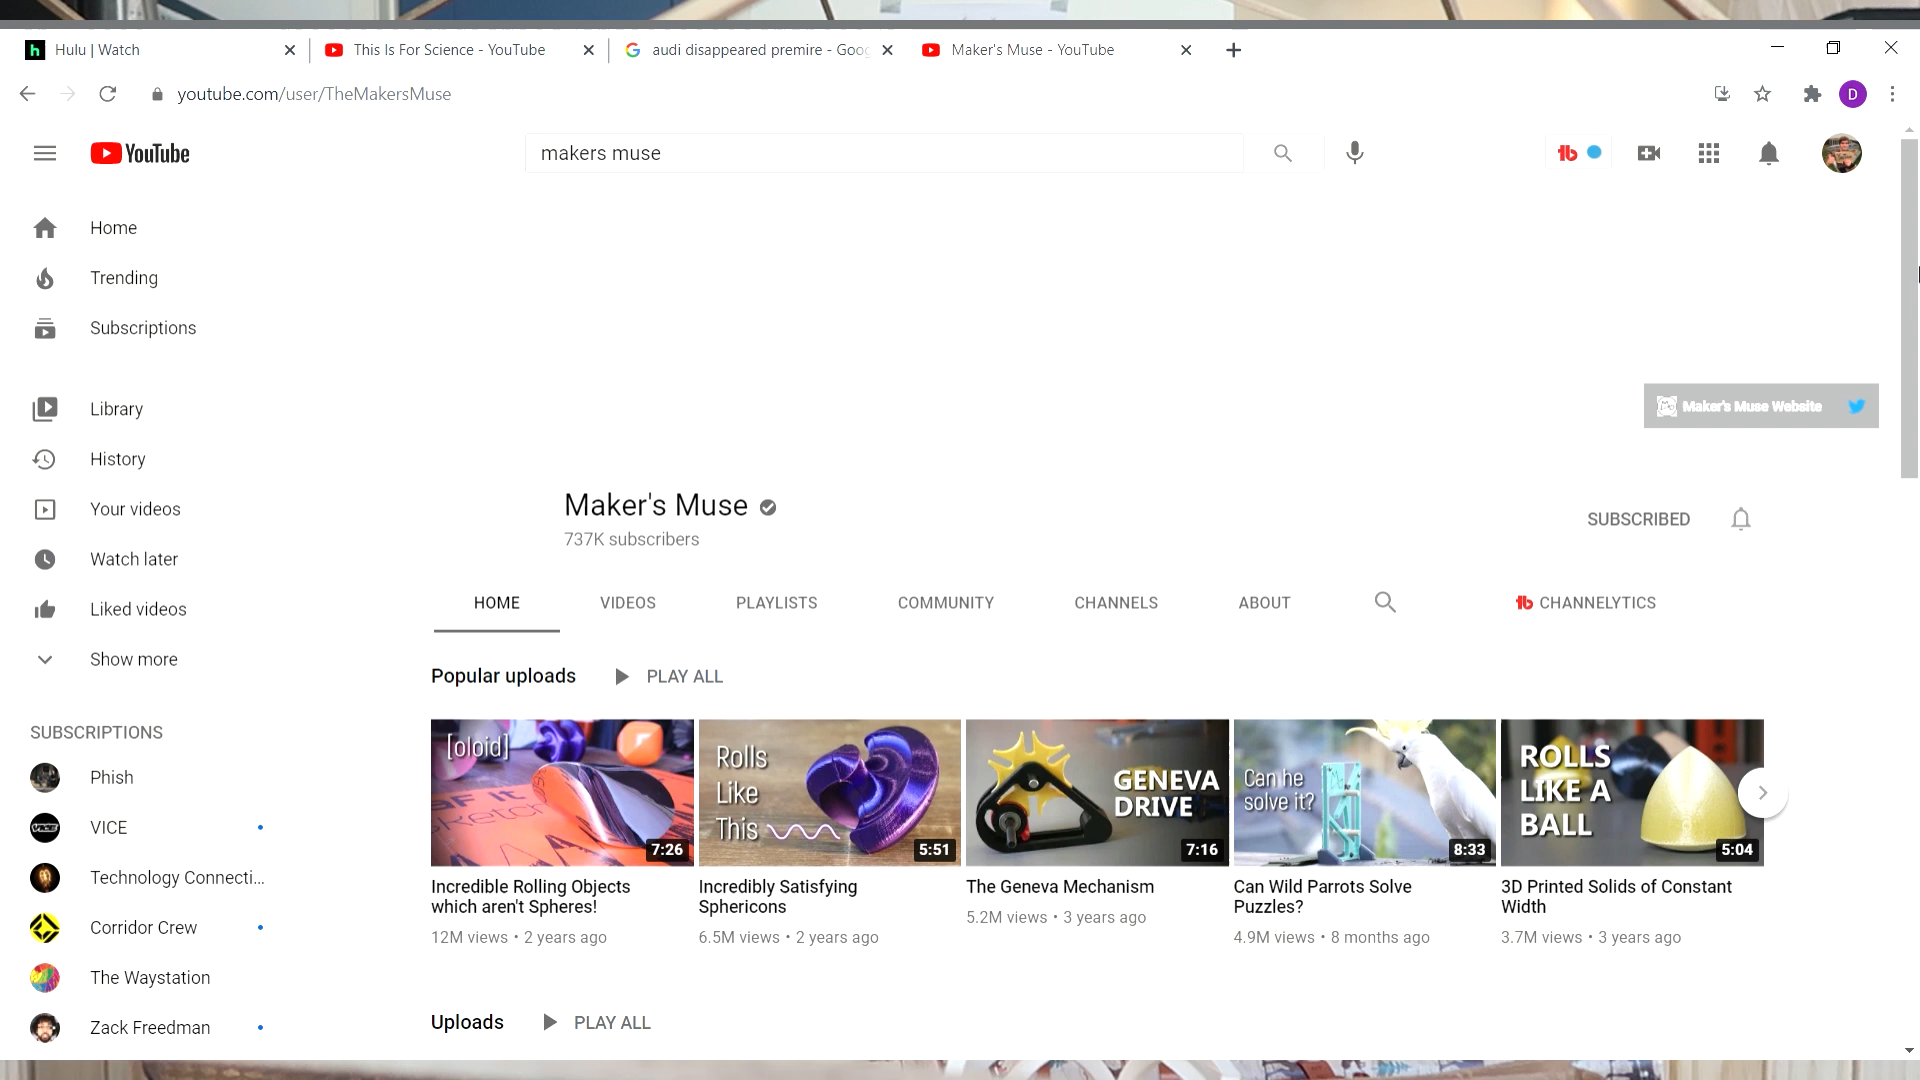 Hulu | Watch
This Is For Science - YouTube
audi disappeared premire - Goog
Maker's Muse - YouTube
youtube.com/user/TheMakersMuse
D
YouTube
makers muse
tb
Home
Trending
Subscriptions
Library
History
Your videos
Watch later
Liked videos
Show more
SUBSCRIPTIONS
Phish
VICE
Technology Connecti...
Corridor Crew
The Waystation
Zack Freedman
Maker's Muse Website
Maker's Muse
737K subscribers
SUBSCRIBED
HOME
VIDEOS
PLAYLISTS
COMMUNITY
CHANNELS
ABOUT
tb CHANNELYTICS
Popular uploads
PLAY ALL
[oloid]
7:26
Incredible Rolling Objects
which aren't Spheres!
12M views • 2 years ago
Rolls
Like
This
5:51
Incredibly Satisfying
Sphericons
6.5M views • 2 years ago
GENEVA
DRIVE
7:16
The Geneva Mechanism
5.2M views • 3 years ago
Can he
solve it?
8:33
Can Wild Parrots Solve
Puzzles?
4.9M views • 8 months ago
ROLLS
LIKE A
BALL
5:04
3D Printed Solids of Constant
Width
3.7M views • 3 years ago
Uploads
PLAY ALL